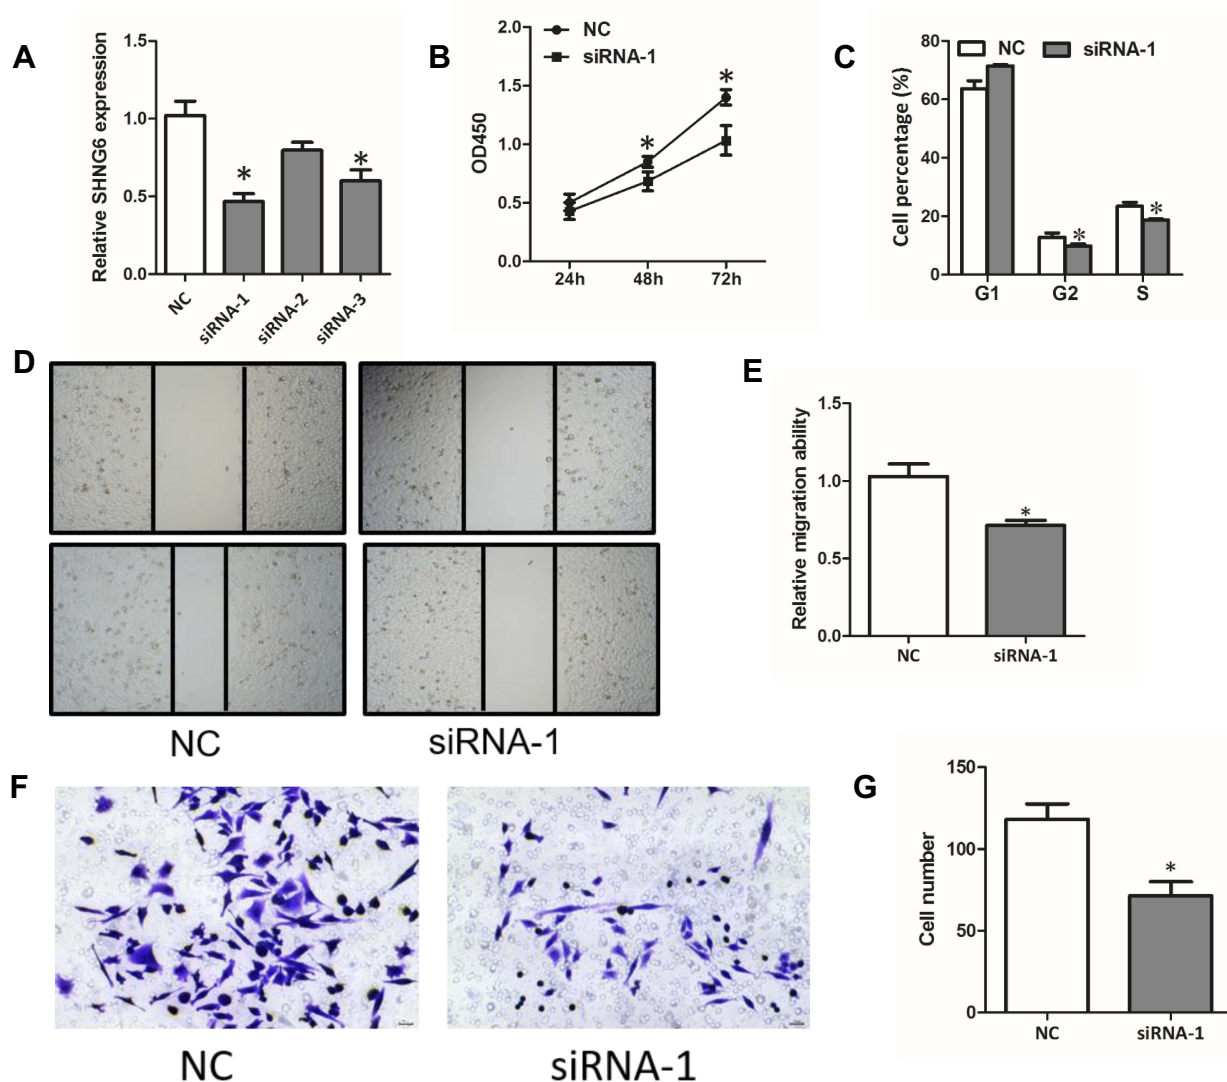 A
Relative SHNG6 expression
1.5
1.0
0.5
0.0
NC
siRNA-1
siRNA-2
siRNA-3
*
*
B
OD450
2.0
1.5
1.0
0.5
0.0
NC
siRNA-1
*
*
24h
48h
72h
C
Cell percentage (%)
80
60
40
20
0
NC
siRNA-1
*
*
G1
G2
S
D
NC
siRNA-1
E
Relative migration ability
1.5
1.0
0.5
0.0
*
NC
siRNA-1
F
NC
siRNA-1
G
Cell number
150
100
50
0
*
NC
siRNA-1